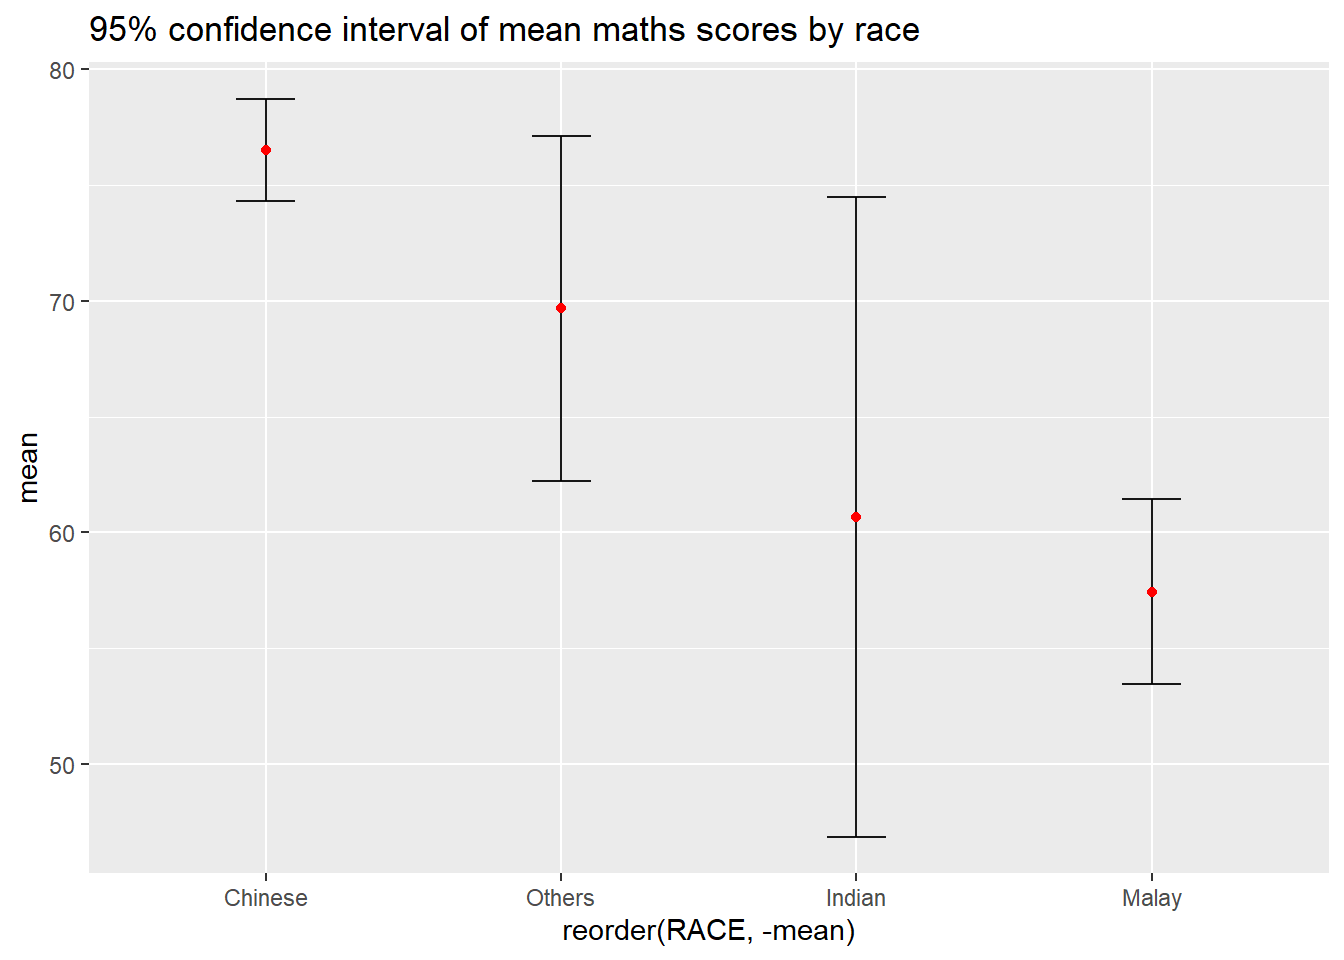 95% confidence interval of mean maths scores by race
80
70
60
50
mean
Chinese Others Indian Malay
reorder(RACE, -mean)